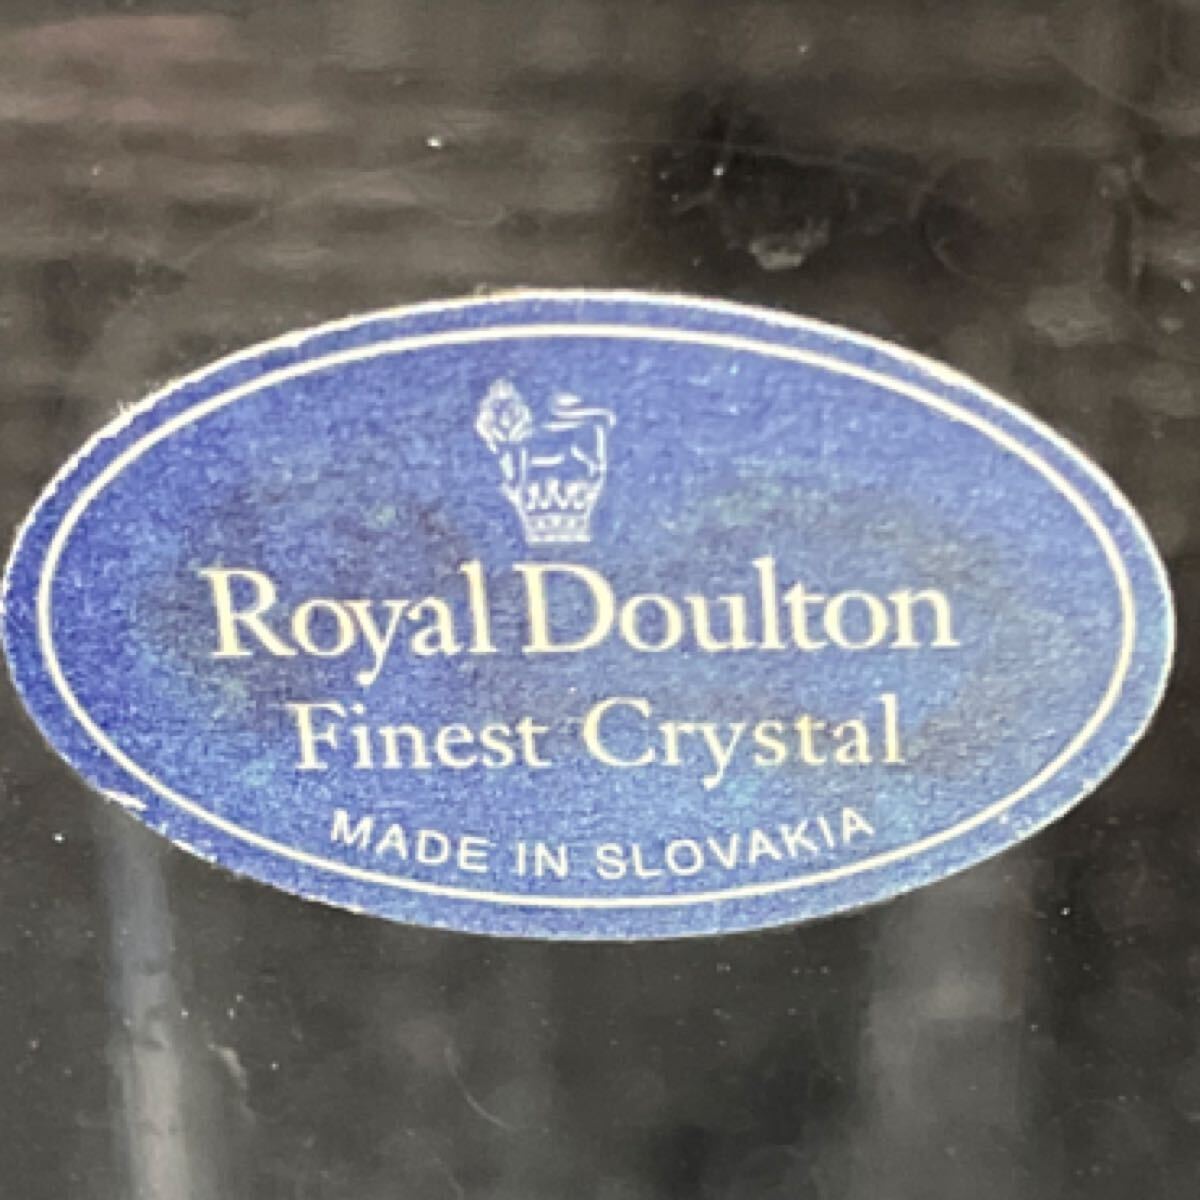 Royal Doulton
Finest Crystal
MADE IN SLOVAKIA